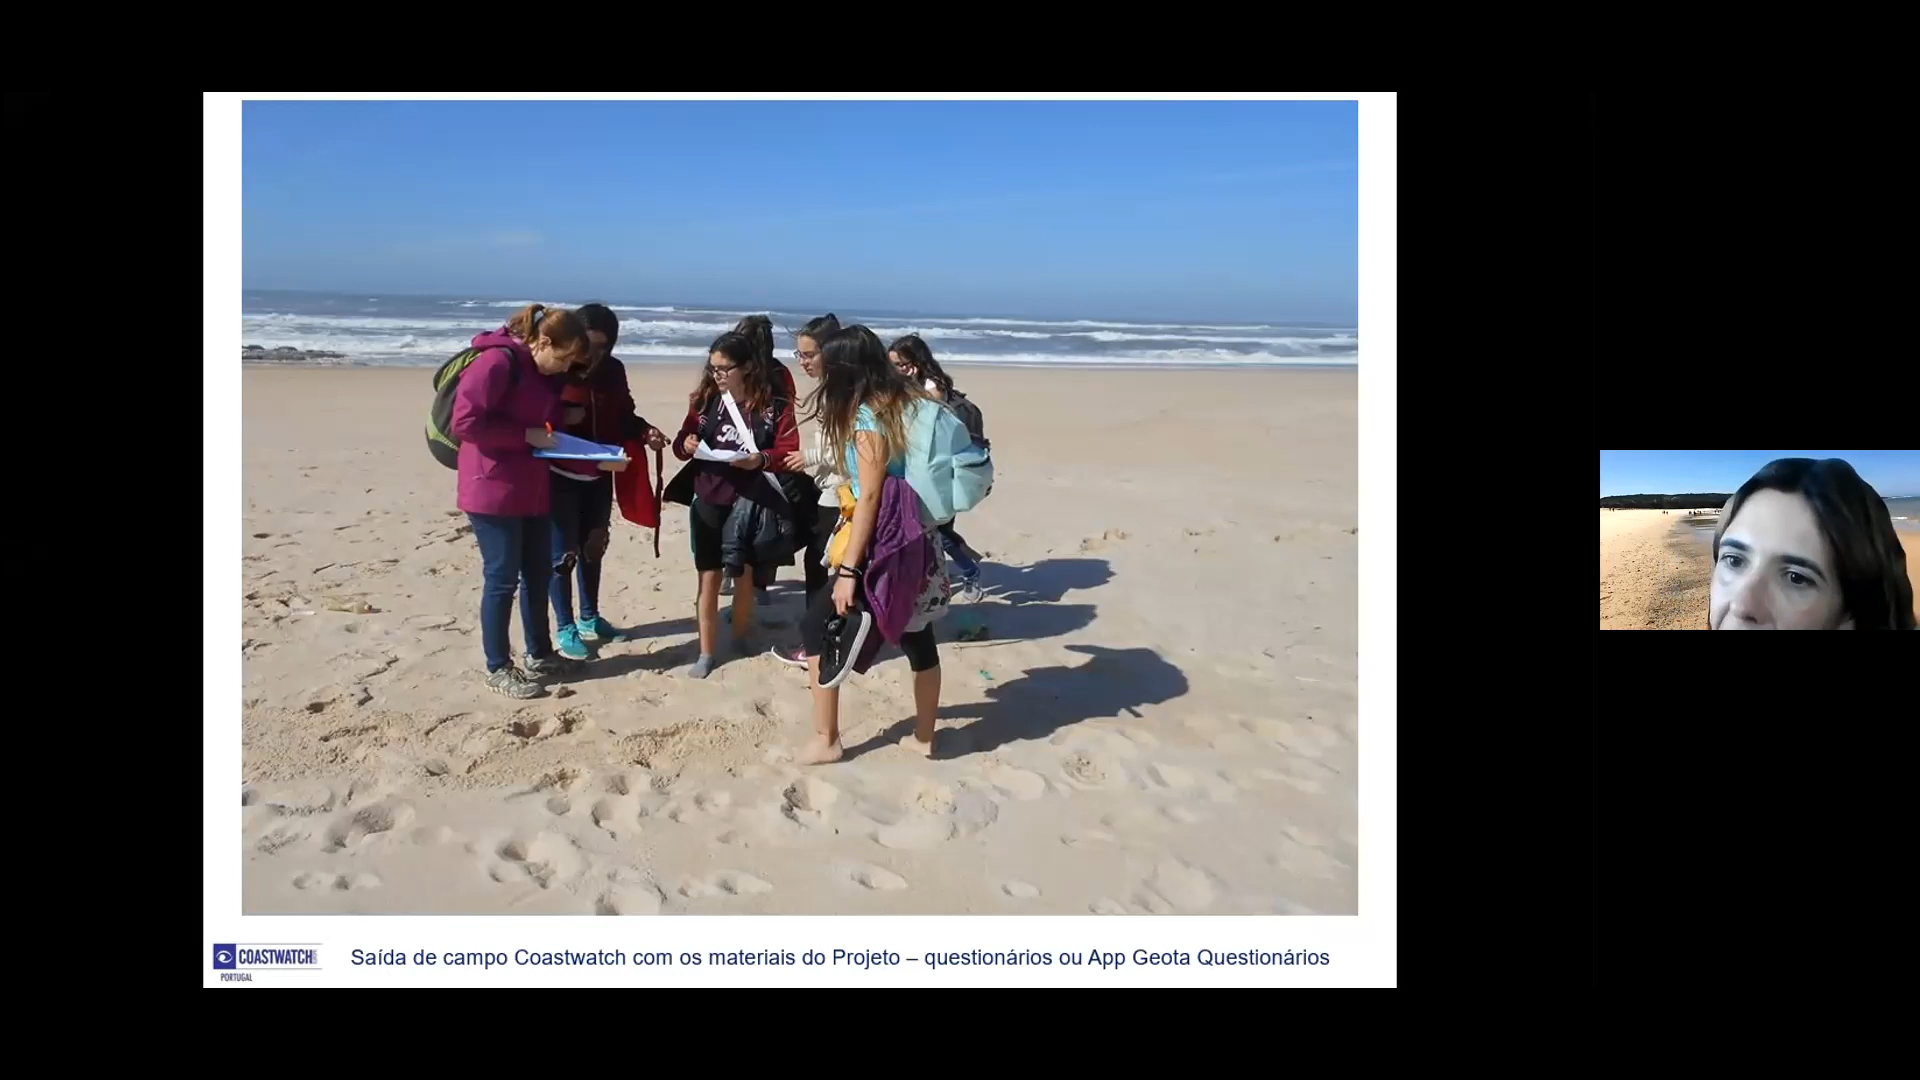 COASTWATCH
PORTUGAL
Saída de campo Coastwatch com os materiais do Projeto – questionários ou App Geota Questionários